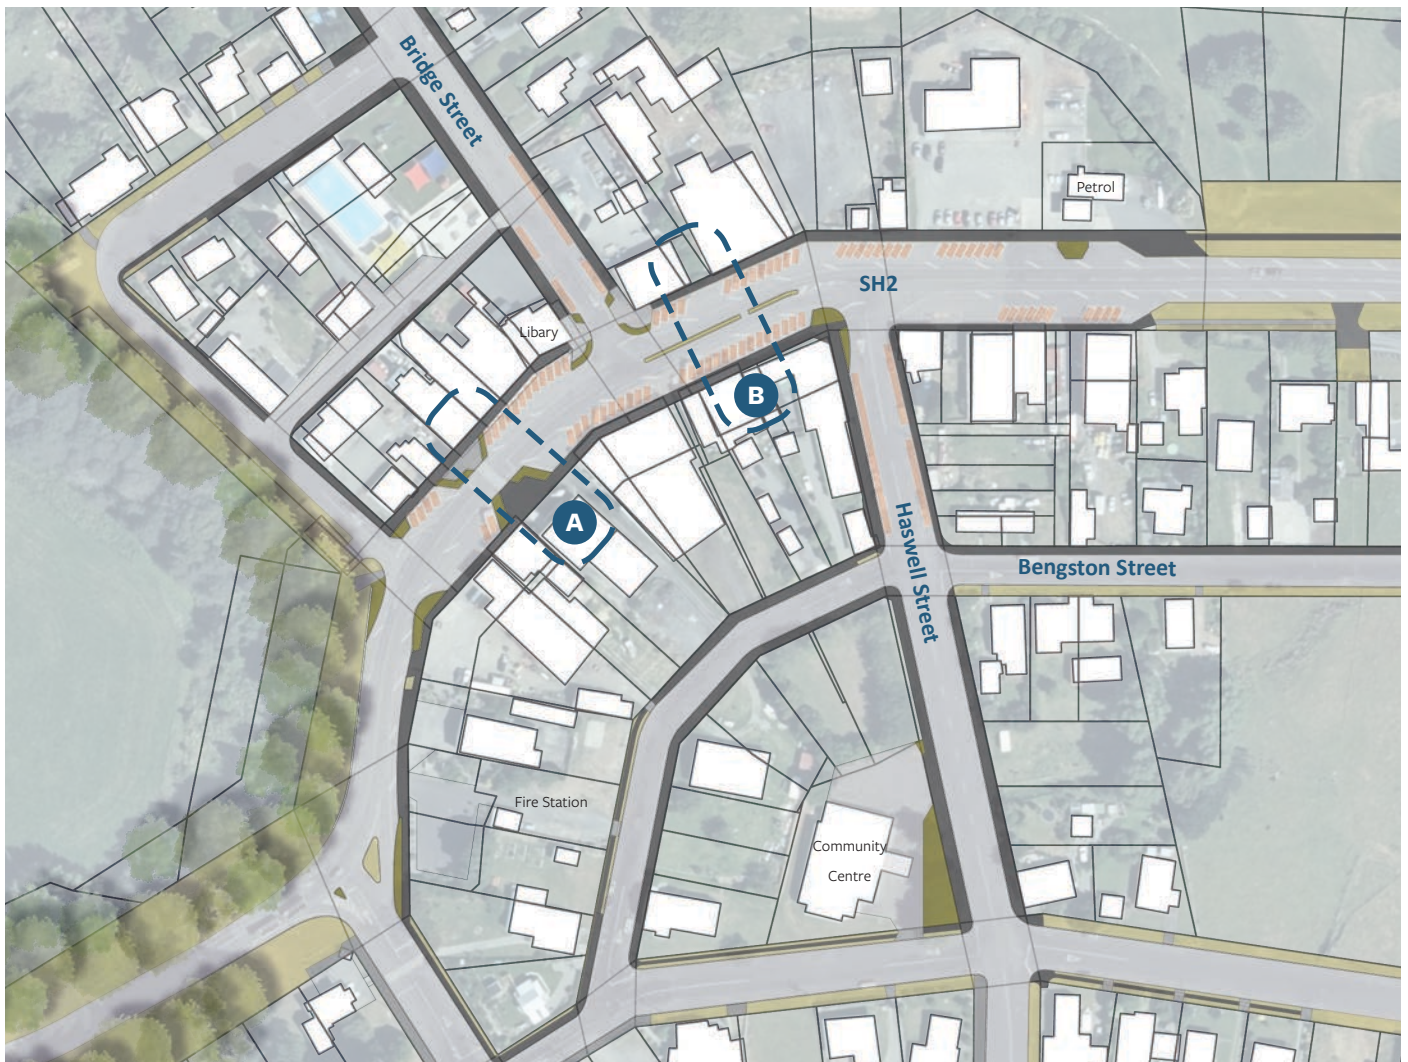 Bridge Street
Petrol
SH2
Libary
B
A
Haswell Street
Bengston Street
Fire Station
Community
Centre